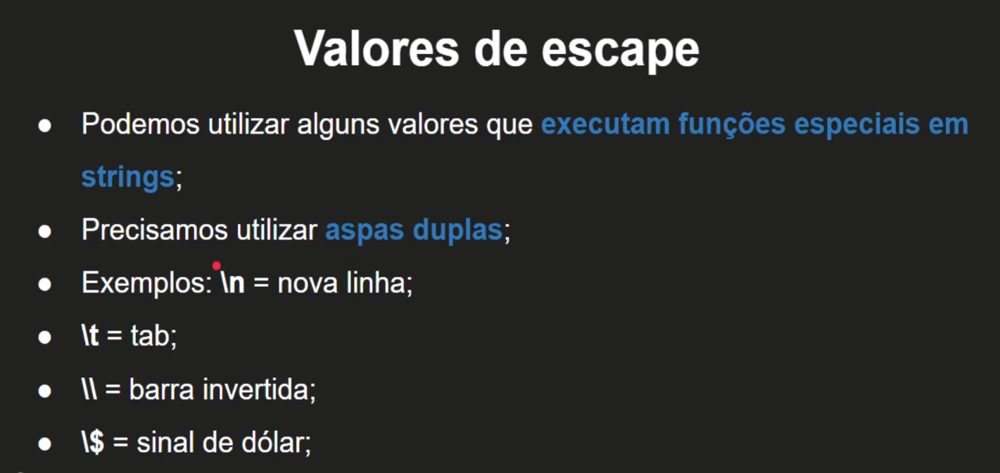 Valores de escape
● Podemos utilizar alguns valores que executam funções especiais em
strings;
● Precisamos utilizar aspas duplas;
● Exemplos: \n = nova linha;
● \t = tab;
● \\ = barra invertida;
● \$ = sinal de dólar;